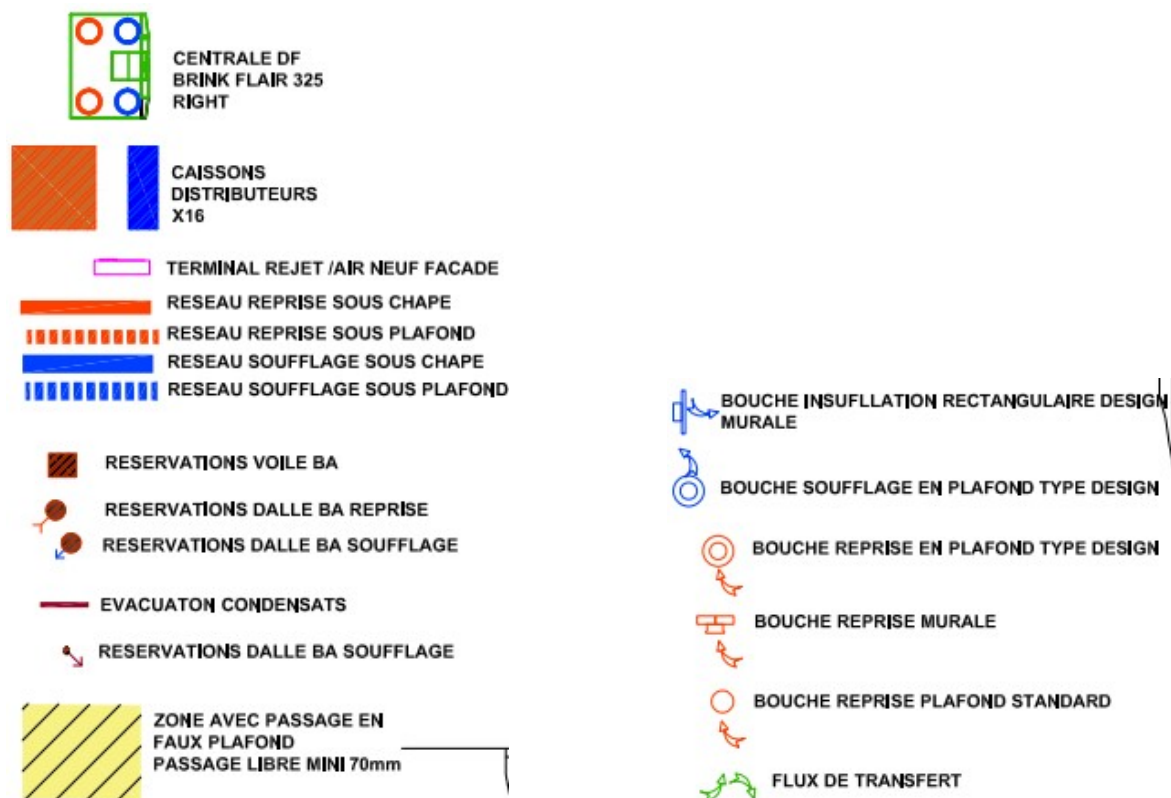 CENTRALE DF
BRINK FLAIR 325
RIGHT
CAISSONS
DISTRIBUTEURS
X16
TERMINAL REJET /AIR NEUF FACADE
RESEAU REPRISE SOUS CHAPE
RESEAU REPRISE SOUS PLAFOND
RESEAU SOUFFLAGE SOUS CHAPE
RESEAU SOUFFLAGE SOUS PLAFOND
RESERVATIONS VOILE BA
RESERVATIONS DALLE BA REPRISE
RESERVATIONS DALLE BA SOUFFLAGE
EVACUATON CONDENSATS
RESERVATIONS DALLE BA SOUFFLAGE
ZONE AVEC PASSAGE EN
FAUX PLAFOND
PASSAGE LIBRE MINI 70mm
BOUCHE INSUFLLATION RECTANGULAIRE DESIGN
MURALE
BOUCHE SOUFFLAGE EN PLAFOND TYPE DESIGN
BOUCHE REPRISE EN PLAFOND TYPE DESIGN
BOUCHE REPRISE MURALE
BOUCHE REPRISE PLAFOND STANDARD
FLUX DE TRANSFERT